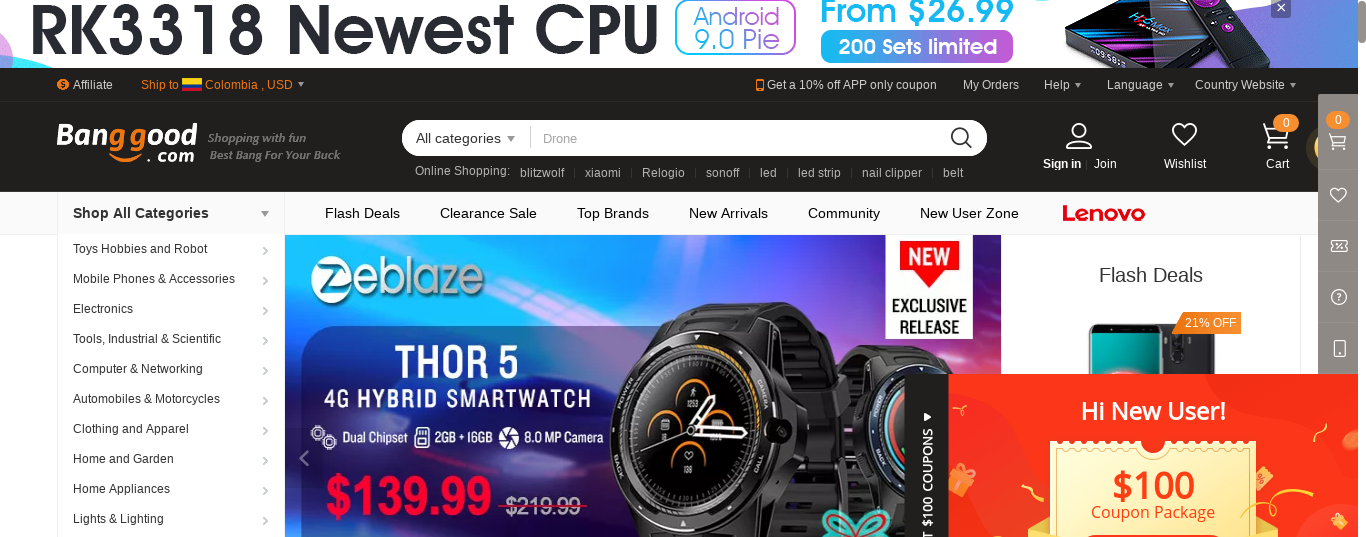 RK3318 Newest CPU
Android
9.0 Pie
From $26.99
200 Sets limited
Affiliate
Ship to Colombia , USD
Get a 10% off APP only coupon
My Orders
Help
Language
Country Website
Banggood
.com
Shopping with fun
Best Bang For Your Buck
All categories
Drone
Online Shopping: blitzwolf xiaomi Relogio sonoff led led strip nail clipper belt
Sign in Join
Wishlist
0
Cart
0
Shop All Categories
Flash Deals
Clearance Sale
Top Brands
New Arrivals
Community
New User Zone
Lenovo
Toys Hobbies and Robot
Mobile Phones & Accessories
Electronics
Tools, Industrial & Scientific
Computer & Networking
Automobiles & Motorcycles
Clothing and Apparel
Home and Garden
Home Appliances
Lights & Lighting
Zeblaze
NEW
EXCLUSIVE
RELEASE
THOR 5
4G HYBRID SMARTWATCH
Dual Chipset
2GB + 16GB
8.0 MP Camera
$139.99 $219.99
POWER
CAMERA
BACK
CALL
Flash Deals
21% OFF
$100 COUPONS
Hi New User!
$100
Coupon Package